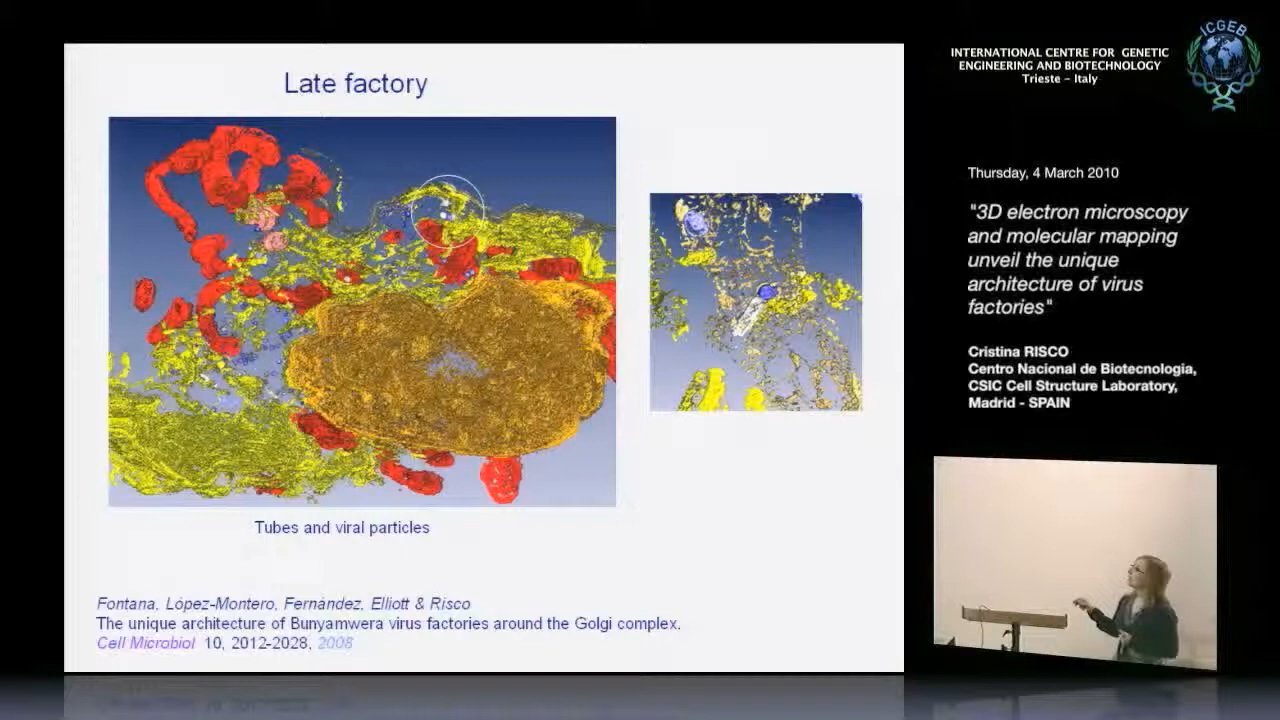 Late factory
Tubes and viral particles
Fontana, López-Montero, Fernández, Elliott & Risco
The unique architecture of Bunyamwera virus factories around the Golgi complex.
Cell Microbiol 10, 2012-2028, 2008
INTERNATIONAL CENTRE FOR GENETIC
ENGINEERING AND BIOTECHNOLOGY
Trieste – Italy
ICGEB
Thursday, 4 March 2010
"3D electron microscopy
and molecular mapping
unveil the unique
architecture of virus
factories"
Cristina RISCO
Centro Nacional de Biotecnologia,
CSIC Cell Structure Laboratory,
Madrid - SPAIN